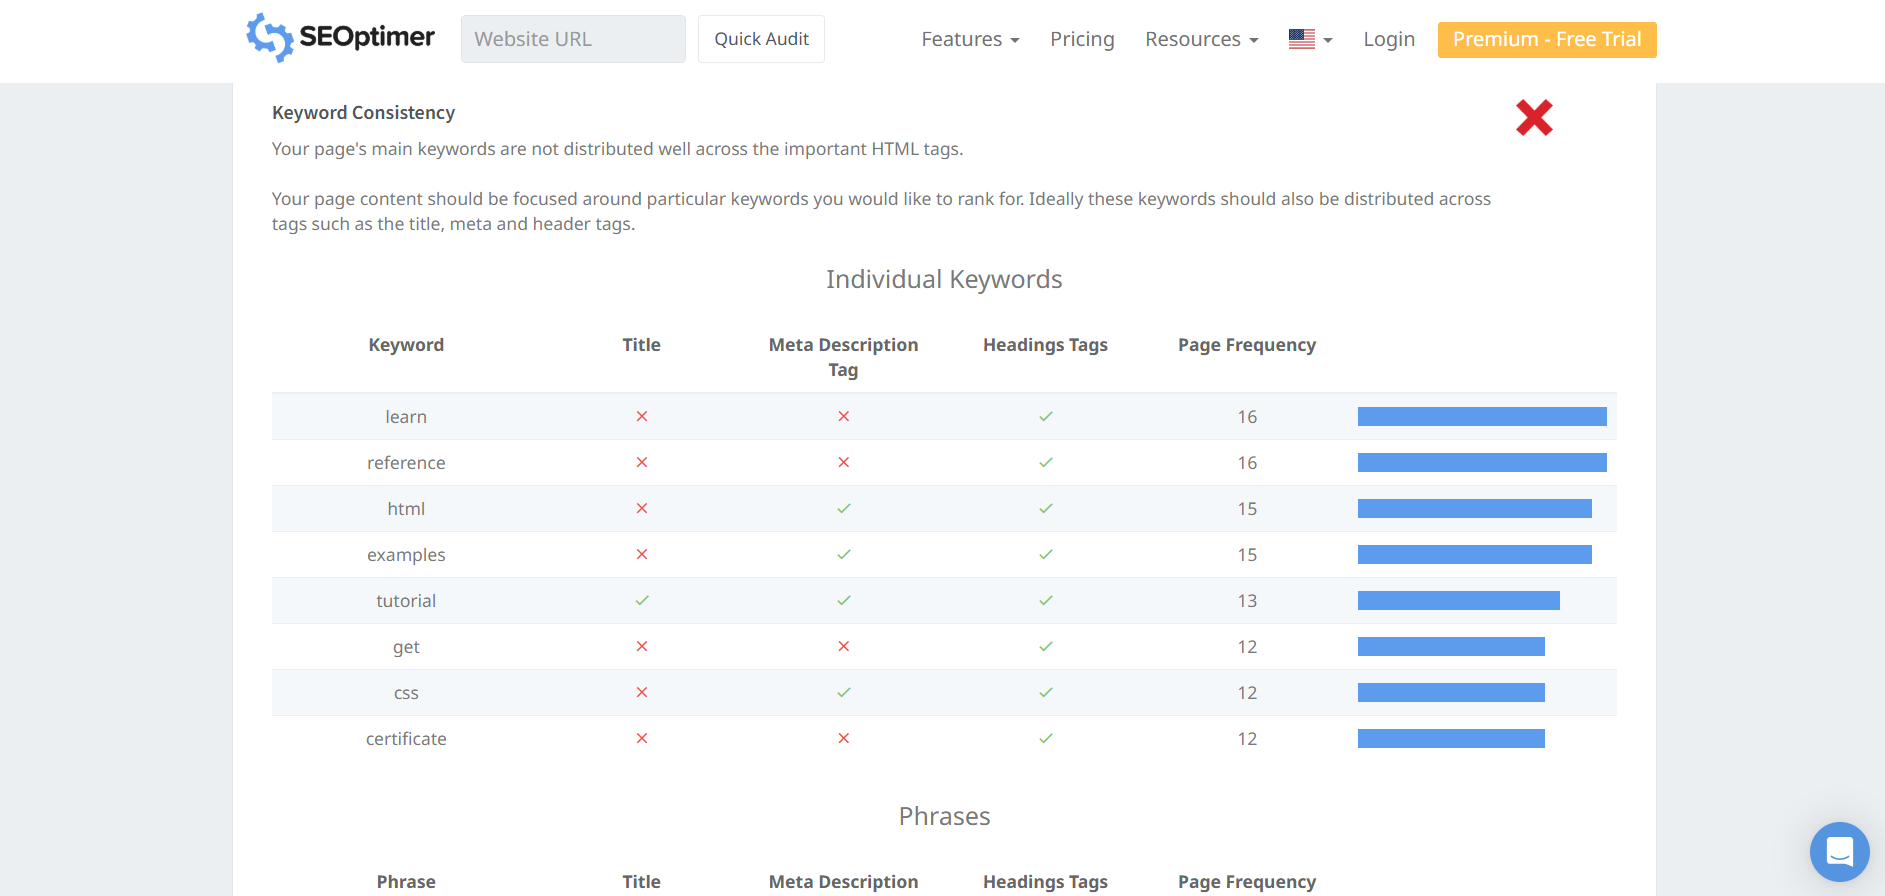 SEOptimer Website URL Quick Audit Features Pricing Resources Login Premium - Free Trial
Keyword Consistency
Your page's main keywords are not distributed well across the important HTML tags.
Your page content should be focused around particular keywords you would like to rank for. Ideally these keywords should also be distributed across
tags such as the title, meta and header tags.
Individual Keywords
Keyword Title Meta Description Headings Tags Page Frequency
Tag
learn 16
reference 16
html 15
examples 15
tutorial 13
get 12
css 12
certificate 12
Phrases
Phrase Title Meta Description Headings Tags Page Frequency